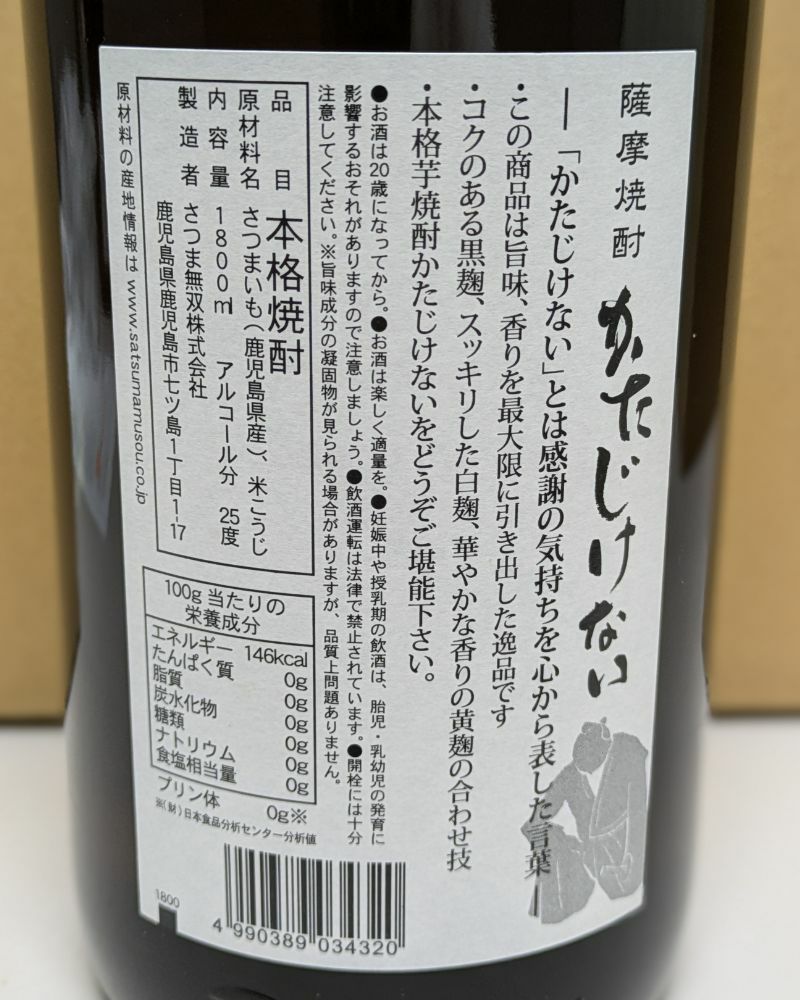 薩摩焼酎
かたじけない
―「かたじけない」とは感謝の気持ちを心から表した言葉―
・この商品は旨味、香りを最大限に引き出した逸品です
・コクのある黒麹、スッキリした白麹、華やかな香りの黄麹の合わせ技
・本格芋焼酎かたじけないをどうぞご堪能下さい。
●お酒は20歳になってから。●お酒は楽しく適量を。●妊娠中や授乳期の飲酒は、胎児・乳幼児の発育に
影響するおそれがありますので注意しましょう。●飲酒運転は法律で禁止されています。●開栓には十分
注意してください。※旨味成分の凝固物が見られる場合がありますが、品質上問題ありません。
品目 本格焼酎
原材料名 さつまいも(鹿児島県産)、米こうじ
内容量 1800ml アルコール分 25度
製造者 さつま無双株式会社
鹿児島県鹿児島市七ツ島1丁目1-17
原材料の産地情報は www.satsumamusou.co.jp
100g当たりの
栄養成分
エネルギー 146kcal
たんぱく質 0g
脂質 0g
炭水化物 0g
糖類 0g
ナトリウム 0g
食塩相当量 0g
プリン体 0g※
※(財)日本食品分析センター分析値
1800
4 990389 034320